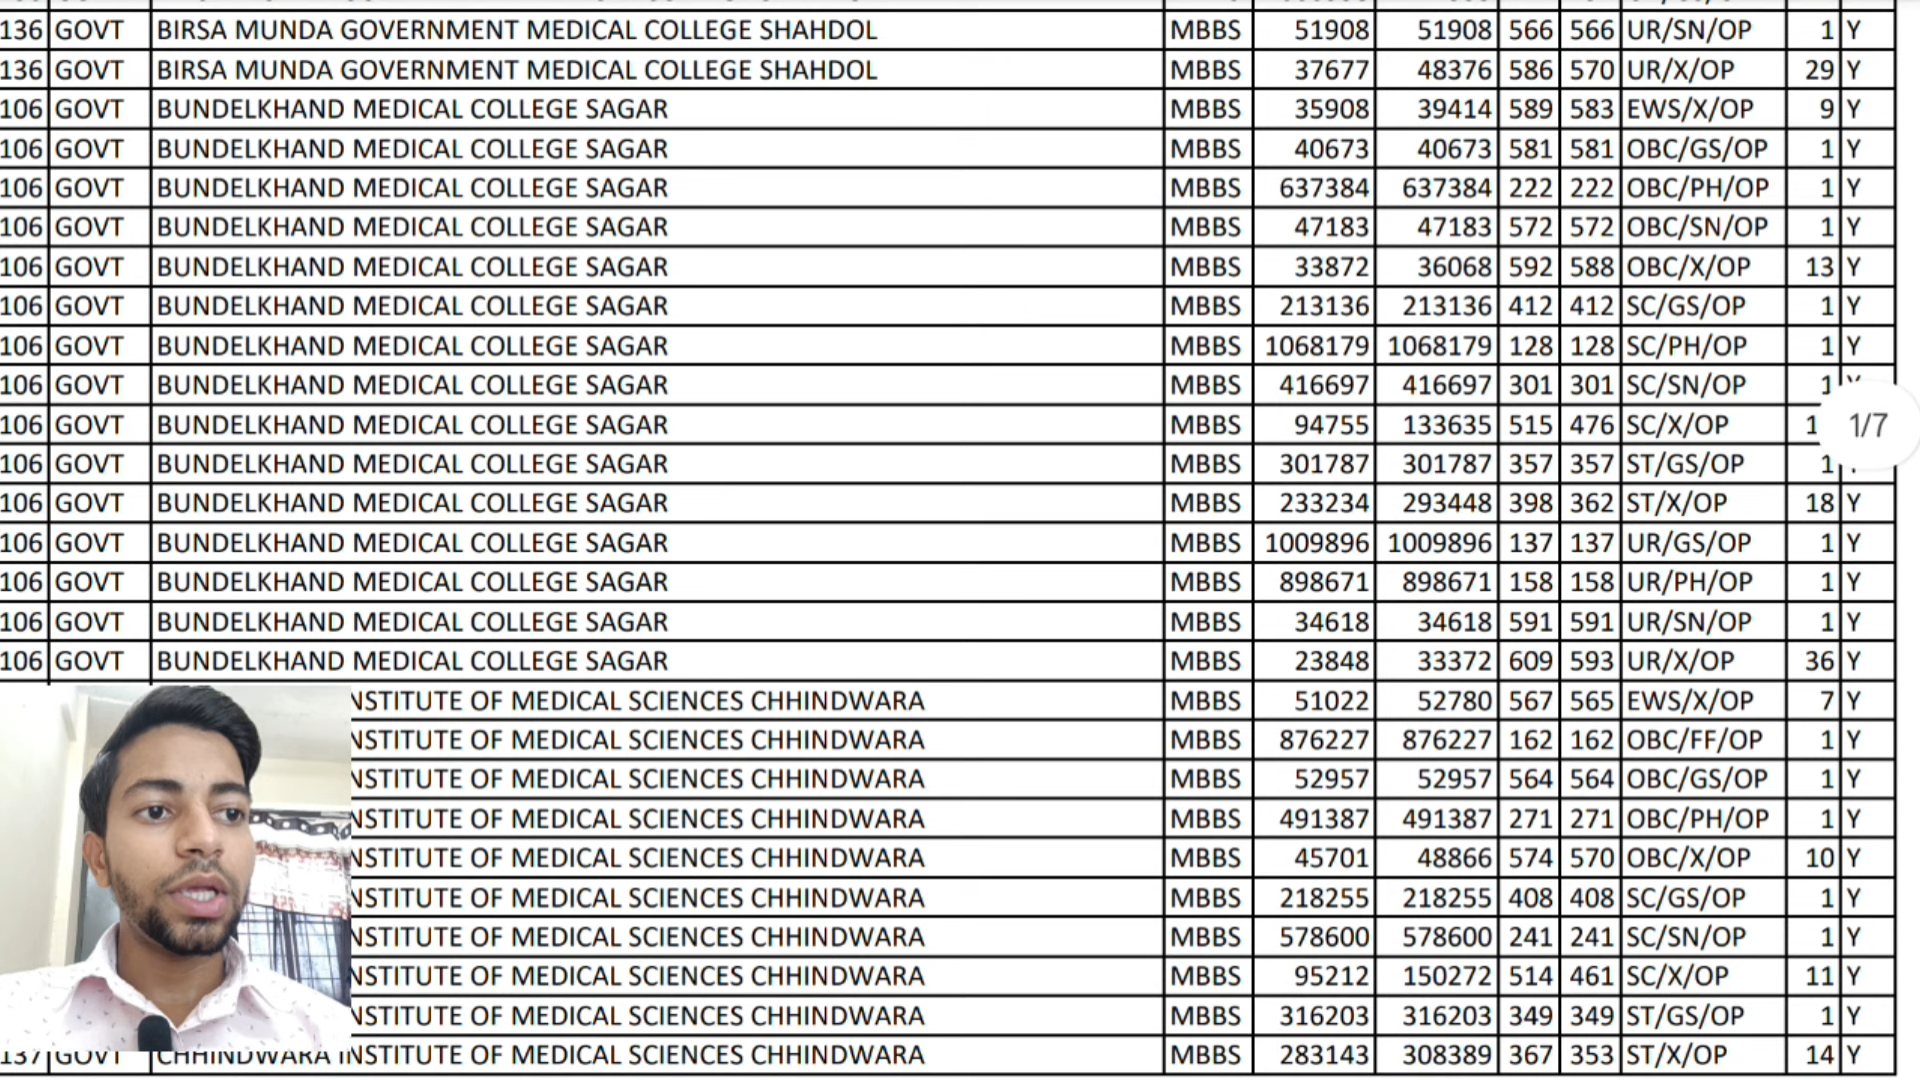 136 GOVT BIRSA MUNDA GOVERNMENT MEDICAL COLLEGE SHAHDOL MBBS 51908 51908 566 566 UR/SN/OP 1 Y
136 GOVT BIRSA MUNDA GOVERNMENT MEDICAL COLLEGE SHAHDOL MBBS 37677 48376 586 570 UR/X/OP 29 Y
106 GOVT BUNDELKHAND MEDICAL COLLEGE SAGAR MBBS 35908 39414 589 583 EWS/X/OP 9 Y
106 GOVT BUNDELKHAND MEDICAL COLLEGE SAGAR MBBS 40673 40673 581 581 OBC/GS/OP 1 Y
106 GOVT BUNDELKHAND MEDICAL COLLEGE SAGAR MBBS 637384 637384 222 222 OBC/PH/OP 1 Y
106 GOVT BUNDELKHAND MEDICAL COLLEGE SAGAR MBBS 47183 47183 572 572 OBC/SN/OP 1 Y
106 GOVT BUNDELKHAND MEDICAL COLLEGE SAGAR MBBS 33872 36068 592 588 OBC/X/OP 13 Y
106 GOVT BUNDELKHAND MEDICAL COLLEGE SAGAR MBBS 213136 213136 412 412 SC/GS/OP 1 Y
106 GOVT BUNDELKHAND MEDICAL COLLEGE SAGAR MBBS 1068179 1068179 128 128 SC/PH/OP 1 Y
106 GOVT BUNDELKHAND MEDICAL COLLEGE SAGAR MBBS 416697 416697 301 301 SC/SN/OP 1
106 GOVT BUNDELKHAND MEDICAL COLLEGE SAGAR MBBS 94755 133635 515 476 SC/X/OP 1 1/7
106 GOVT BUNDELKHAND MEDICAL COLLEGE SAGAR MBBS 301787 301787 357 357 ST/GS/OP 1
106 GOVT BUNDELKHAND MEDICAL COLLEGE SAGAR MBBS 233234 293448 398 362 ST/X/OP 18 Y
106 GOVT BUNDELKHAND MEDICAL COLLEGE SAGAR MBBS 1009896 1009896 137 137 UR/GS/OP 1 Y
106 GOVT BUNDELKHAND MEDICAL COLLEGE SAGAR MBBS 898671 898671 158 158 UR/PH/OP 1 Y
106 GOVT BUNDELKHAND MEDICAL COLLEGE SAGAR MBBS 34618 34618 591 591 UR/SN/OP 1 Y
106 GOVT BUNDELKHAND MEDICAL COLLEGE SAGAR MBBS 23848 33372 609 593 UR/X/OP 36 Y
NSTITUTE OF MEDICAL SCIENCES CHHINDWARA MBBS 51022 52780 567 565 EWS/X/OP 7 Y
NSTITUTE OF MEDICAL SCIENCES CHHINDWARA MBBS 876227 876227 162 162 OBC/FF/OP 1 Y
NSTITUTE OF MEDICAL SCIENCES CHHINDWARA MBBS 52957 52957 564 564 OBC/GS/OP 1 Y
NSTITUTE OF MEDICAL SCIENCES CHHINDWARA MBBS 491387 491387 271 271 OBC/PH/OP 1 Y
NSTITUTE OF MEDICAL SCIENCES CHHINDWARA MBBS 45701 48866 574 570 OBC/X/OP 10 Y
NSTITUTE OF MEDICAL SCIENCES CHHINDWARA MBBS 218255 218255 408 408 SC/GS/OP 1 Y
NSTITUTE OF MEDICAL SCIENCES CHHINDWARA MBBS 578600 578600 241 241 SC/SN/OP 1 Y
NSTITUTE OF MEDICAL SCIENCES CHHINDWARA MBBS 95212 150272 514 461 SC/X/OP 11 Y
NSTITUTE OF MEDICAL SCIENCES CHHINDWARA MBBS 316203 316203 349 349 ST/GS/OP 1 Y
137 GOVT CHHINDWARA INSTITUTE OF MEDICAL SCIENCES CHHINDWARA MBBS 283143 308389 367 353 ST/X/OP 14 Y